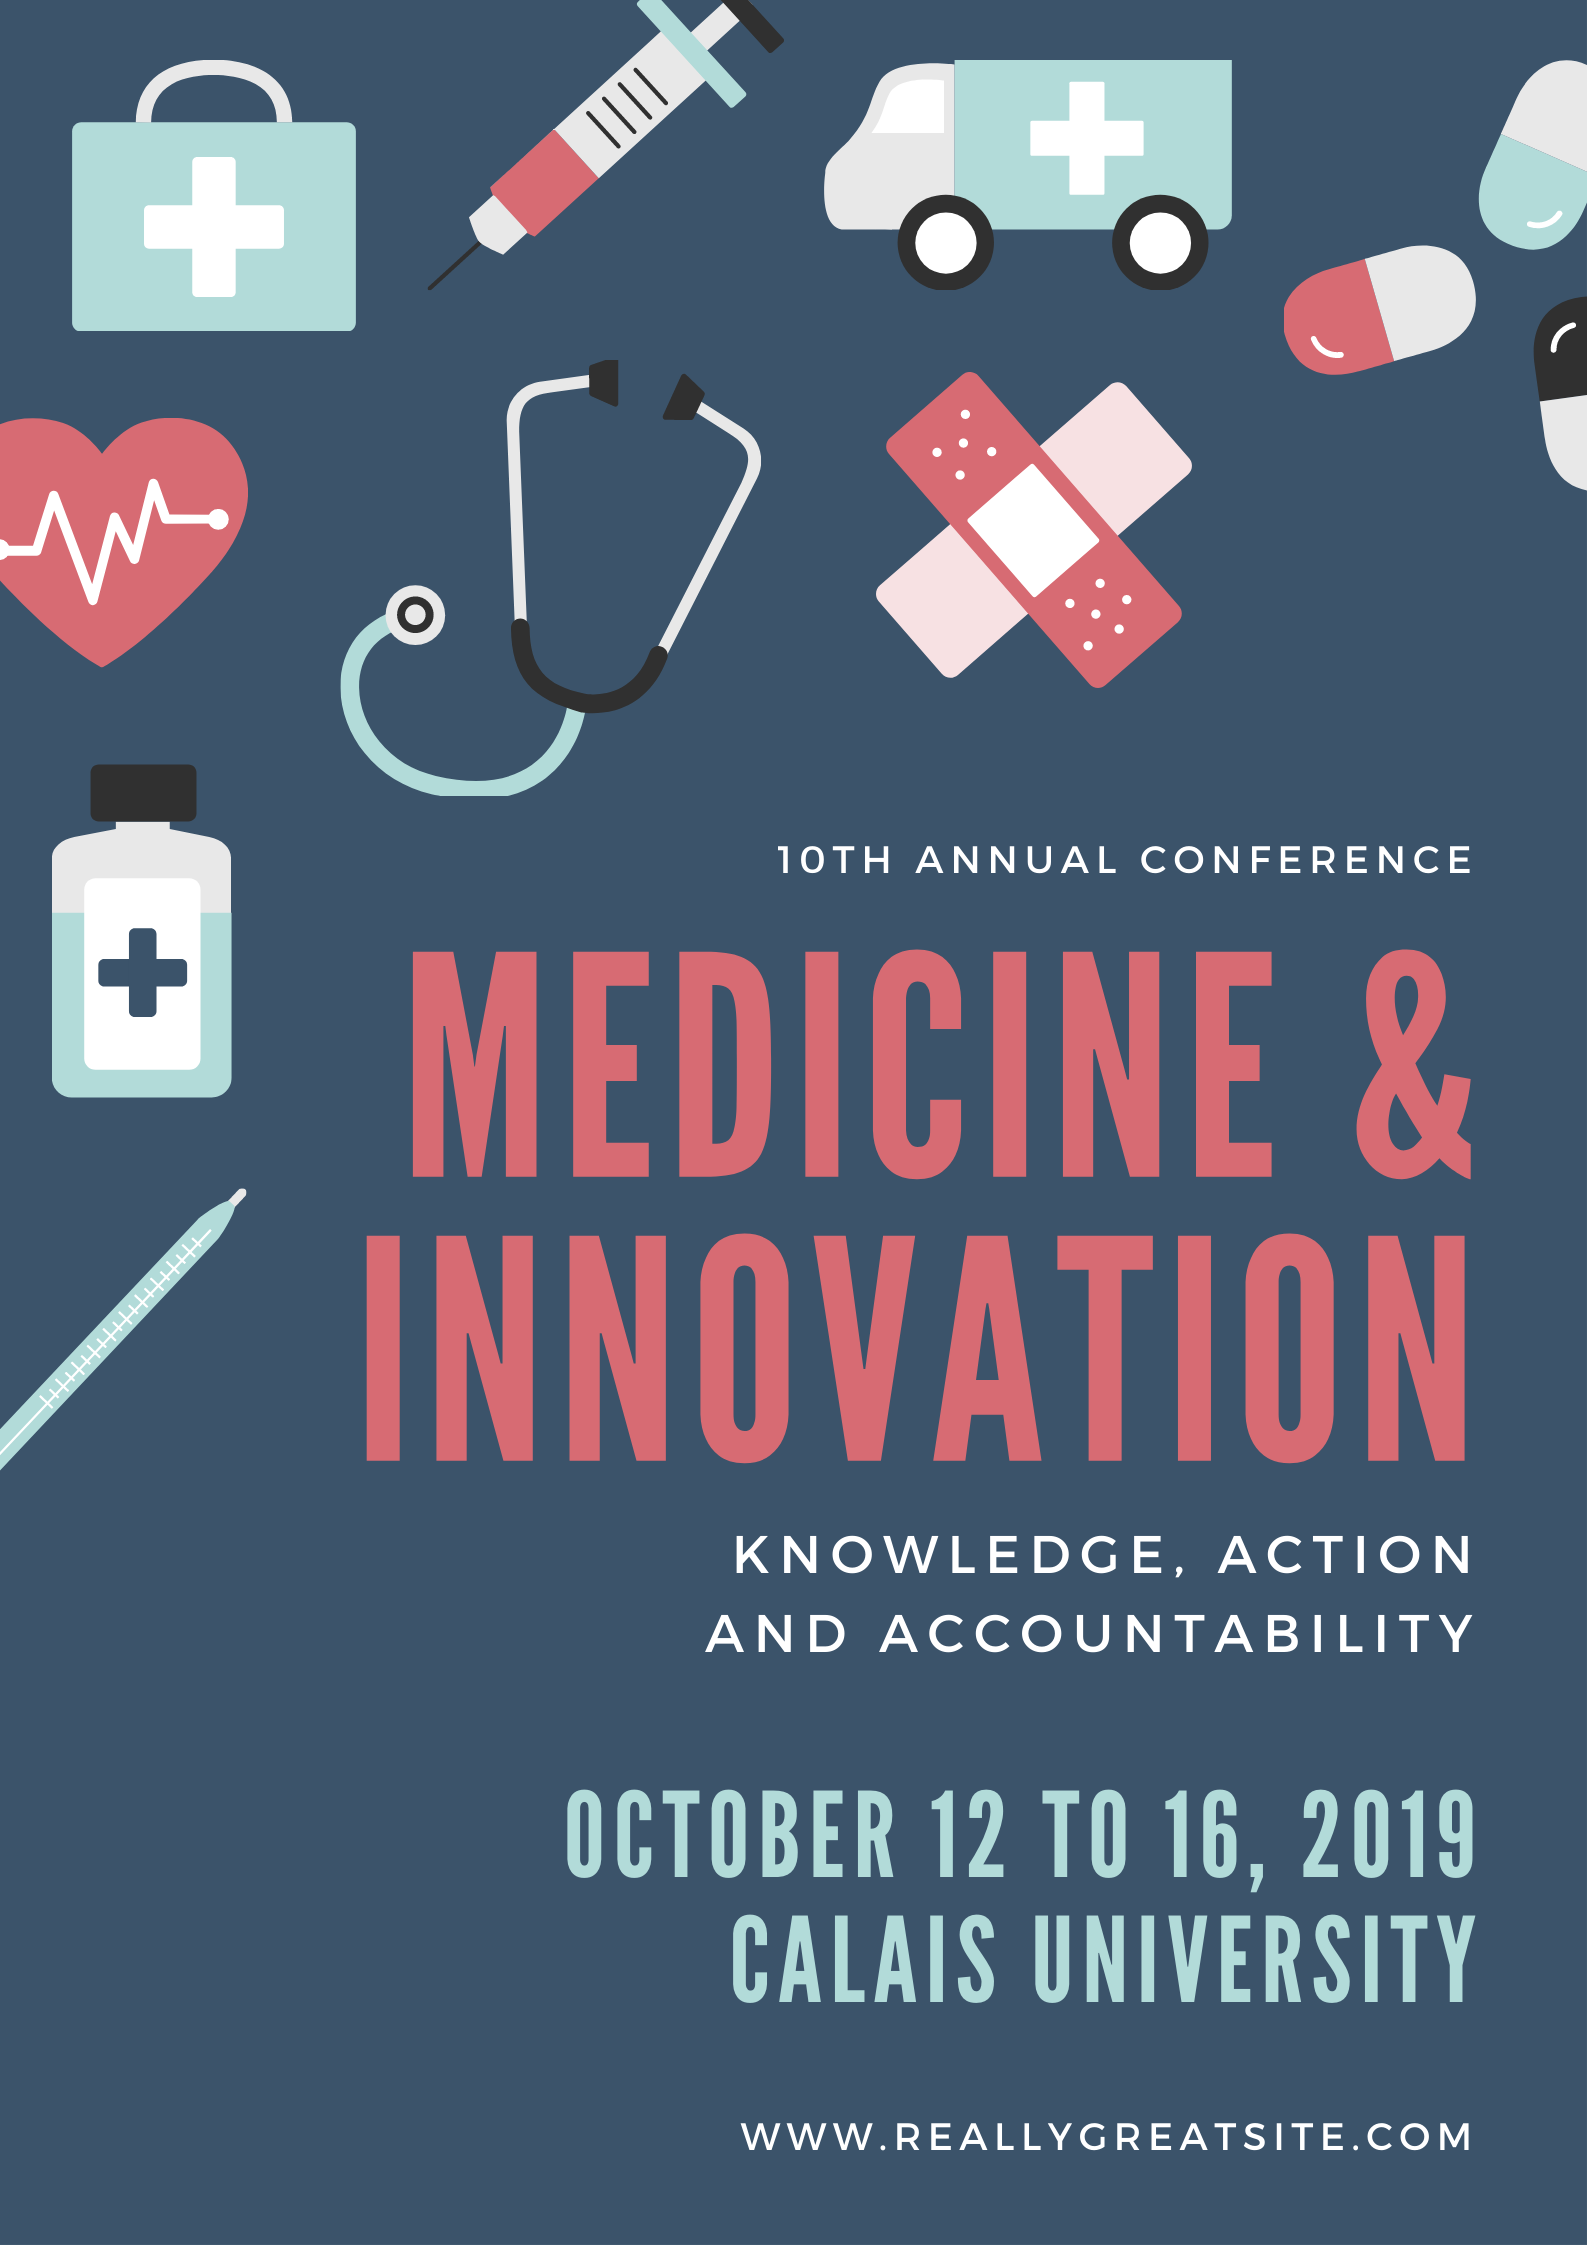 10TH ANNUAL CONFERENCE
MEDICINE &
INNOVATION
KNOWLEDGE, ACTION
AND ACCOUNTABILITY
OCTOBER 12 TO 16, 2019
CALAIS UNIVERSITY
WWW.REALLYGREATSITE.COM